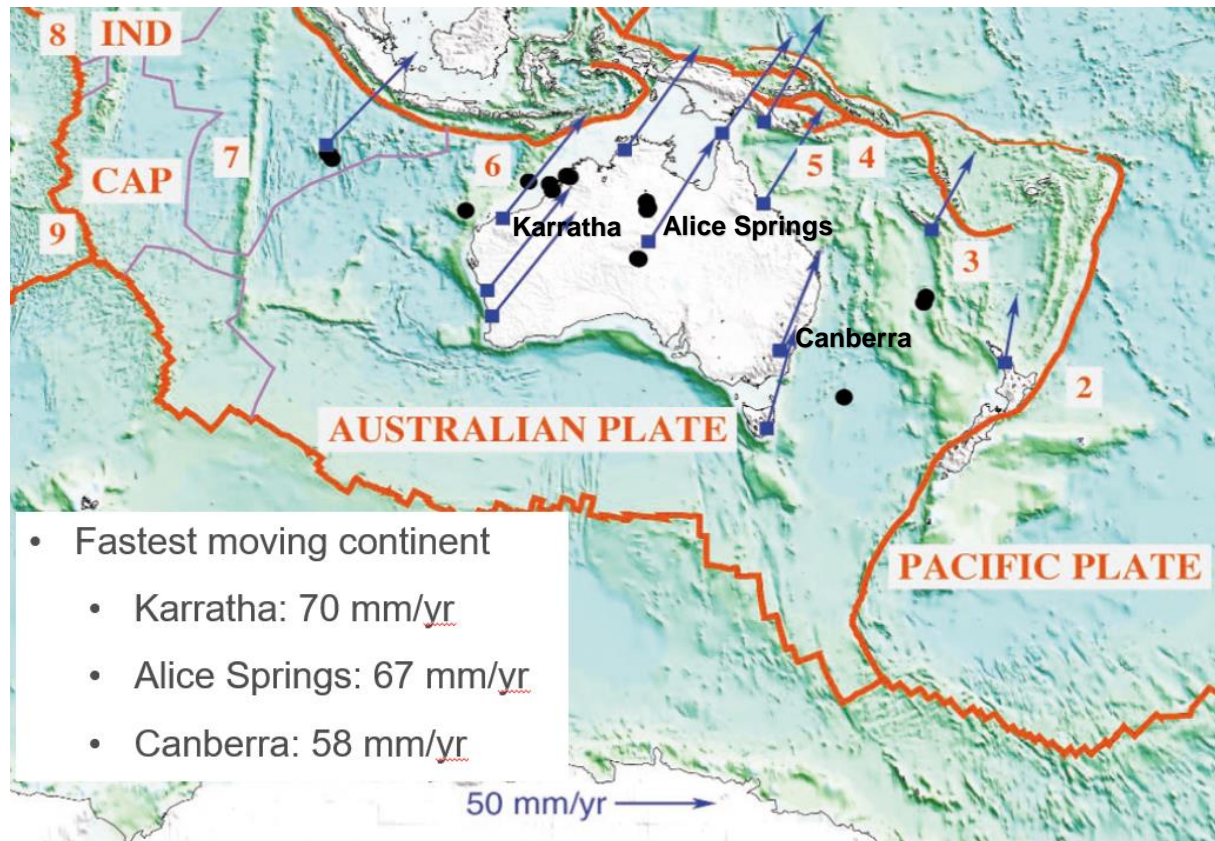 8
IND
7
CAP
9
6
5
4
Karratha
Alice Springs
3
Canberra
2
AUSTRALIAN PLATE
PACIFIC PLATE
• Fastest moving continent
• Karratha: 70 mm/yr
• Alice Springs: 67 mm/yr
• Canberra: 58 mm/yr
50 mm/yr